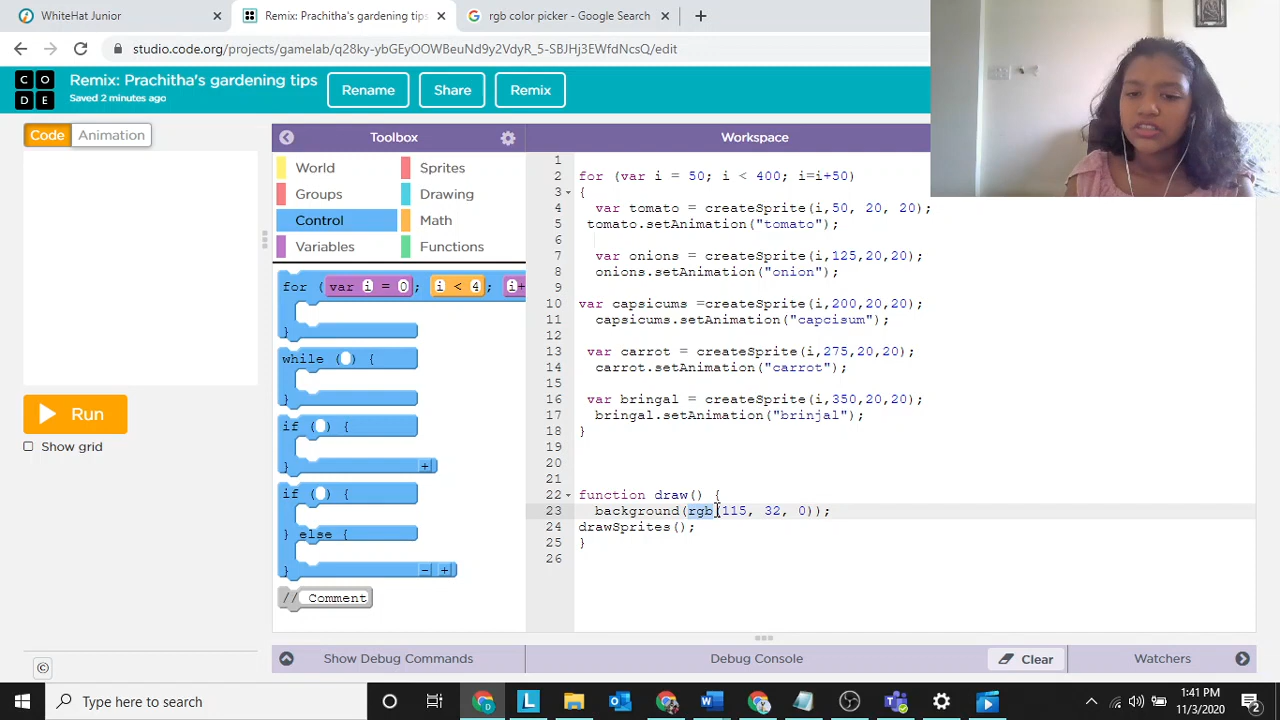 WhiteHat Junior
Remix: Prachitha's gardening tips
rgb color picker - Google Search
studio.code.org/projects/gamelab/q28ky-ybgEyOOWBeuNd9y2VdyR_5-SBJHj3EWfdNcsQ/edit
C O
D E
Remix: Prachitha's gardening tips
Saved 2 minutes ago
Rename
Share
Remix
Code
Animation
Toolbox
Workspace
World
Sprites
Groups
Drawing
Control
Math
Variables
Functions
for ( var i = 0 ; i < 4 ; i+
}
while ( ) {
}
if ( ) {
} +
if ( ) {
} else {
} - +
// Comment
Run
Show grid
1
2 for (var i = 50; i < 400; i=i+50)
3 {
4 var tomato = createSprite(i,50, 20, 20);
5 tomato.setAnimation("tomato");
6
7 var onions = createSprite(i,125,20,20);
8 onions.setAnimation("onion");
9
10 var capsicums =createSprite(i,200,20,20);
11 capsicums.setAnimation("capcisum");
12
13 var carrot = createSprite(i,275,20,20);
14 carrot.setAnimation("carrot");
15
16 var bringal = createSprite(i,350,20,20);
17 bringal.setAnimation("brinjal");
18 }
19
20
21
22 function draw() {
23 background(rgb(115, 32, 0));
24 drawSprites();
25 }
26
©
Show Debug Commands
Debug Console
Clear
Watchers
Type here to search
L
1:41 PM
11/3/2020
2